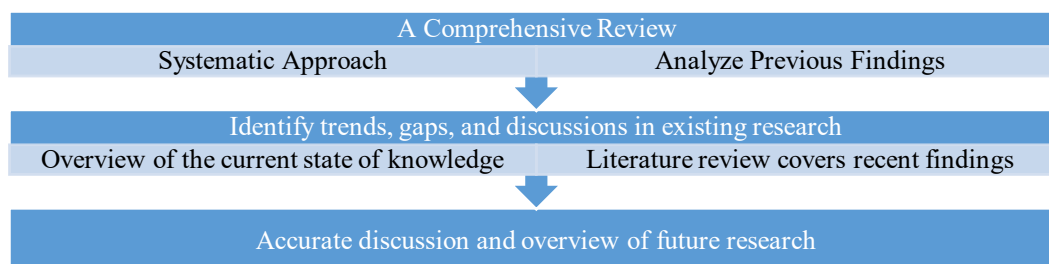 A Comprehensive Review
Systematic Approach
Analyze Previous Findings
Identify trends, gaps, and discussions in existing research
Overview of the current state of knowledge
Literature review covers recent findings
Accurate discussion and overview of future research